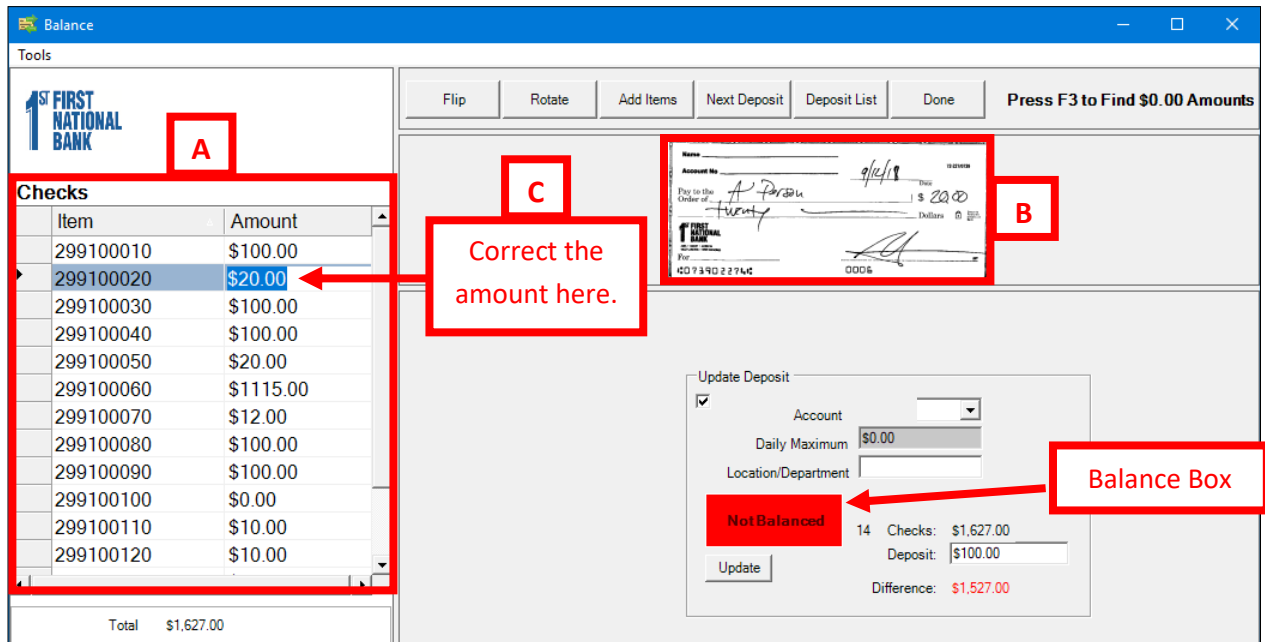 Balance
Tools
1ST FIRST
NATIONAL
BANK
Flip Rotate Add Items Next Deposit Deposit List Done Press F3 to Find $0.00 Amounts
A
Checks
Item Amount
299100010 $100.00
299100020 $20.00
299100030 $100.00
299100040 $100.00
299100050 $20.00
299100060 $1115.00
299100070 $12.00
299100080 $100.00
299100090 $100.00
299100100 $0.00
299100110 $10.00
299100120 $10.00
Total $1,627.00
C
Correct the
amount here.
Name
Account No
9/12/18
Date
Pay to the
Order of A Person $ 20.00
twenty Dollars
1ST FIRST
NATIONAL
BANK
For
⑆073902274⑆ 0006
B
Update Deposit
Account
Daily Maximum $0.00
Location/Department
Not Balanced
14 Checks: $1,627.00
Deposit: $100.00
Update
Difference: $1,527.00
Balance Box